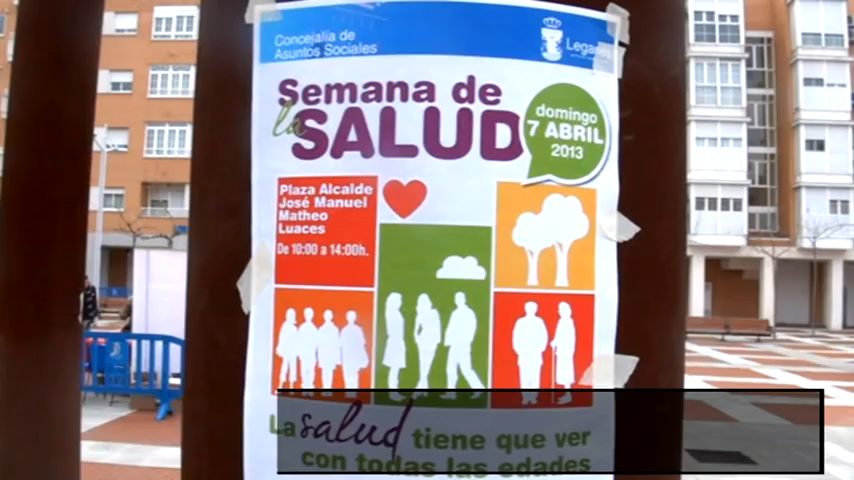 Concejalía de
Asuntos Sociales
Semana de
la SALUD
domingo
7 ABRIL
2013
Plaza Alcalde
José Manuel
Matheo
Luaces
De 10:00 a 14:00h.
La salud tiene que ver
con todas las edades